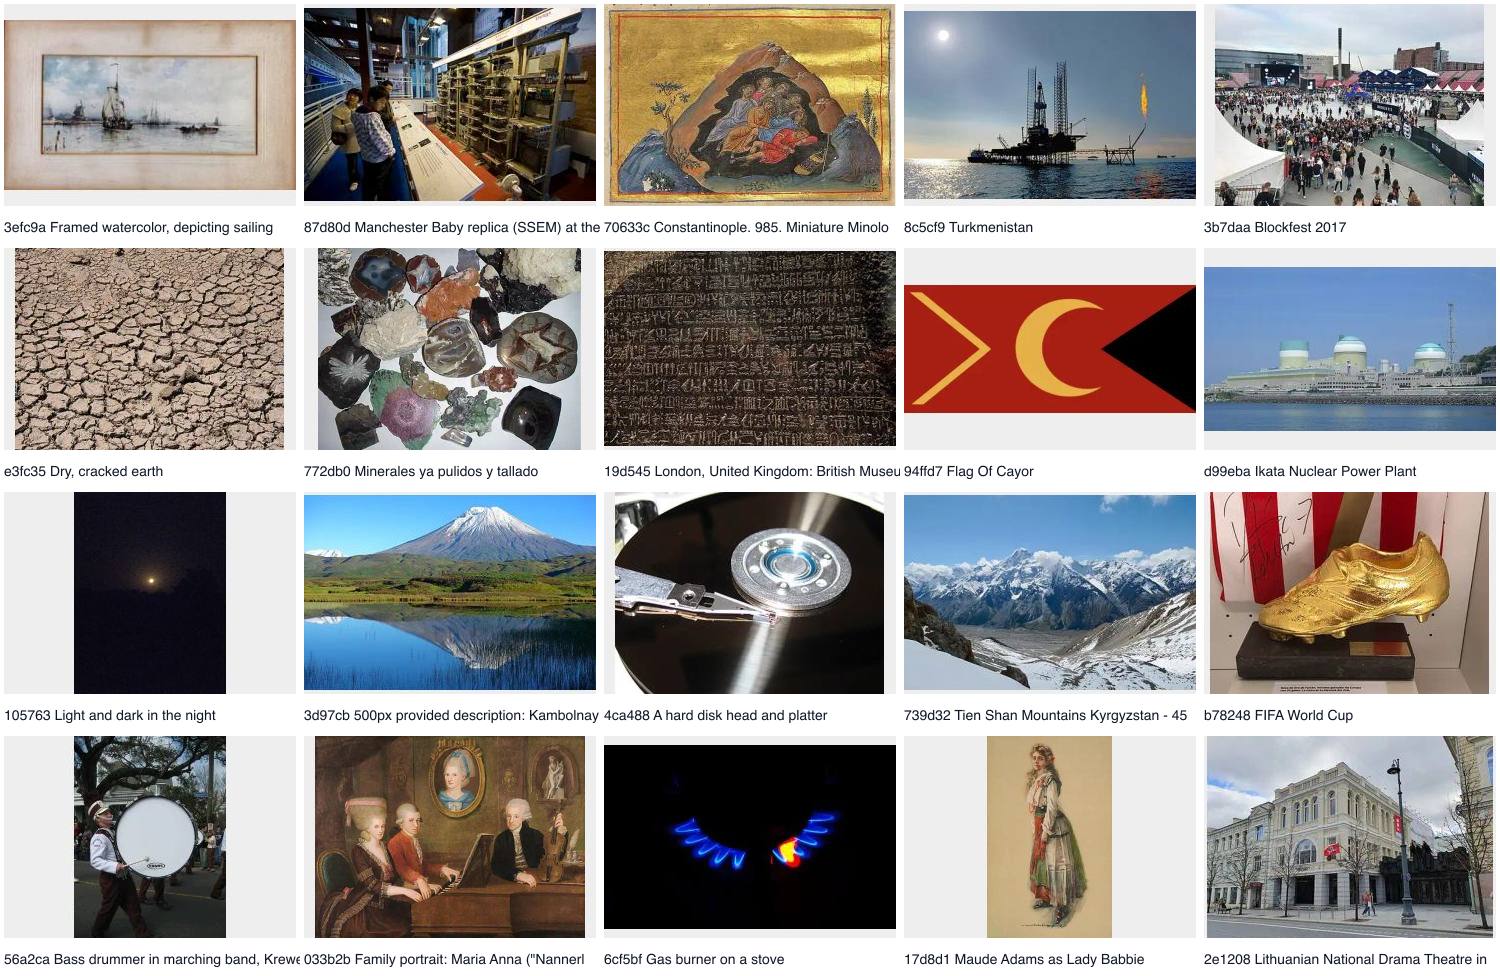 3efc9a Framed watercolor, depicting sailing
87d80d Manchester Baby replica (SSEM) at the
70633c Constantinople. 985. Miniature Minolo
8c5cf9 Turkmenistan
3b7daa Blockfest 2017
e3fc35 Dry, cracked earth
772db0 Minerales ya pulidos y tallado
19d545 London, United Kingdom: British Museu
94ffd7 Flag Of Cayor
d99eba Ikata Nuclear Power Plant
105763 Light and dark in the night
3d97cb 500px provided description: Kambolnay
4ca488 A hard disk head and platter
739d32 Tien Shan Mountains Kyrgyzstan - 45
b78248 FIFA World Cup
56a2ca Bass drummer in marching band, Krewe
033b2b Family portrait: Maria Anna ("Nannerl
6cf5bf Gas burner on a stove
17d8d1 Maude Adams as Lady Babbie
2e1208 Lithuanian National Drama Theatre in